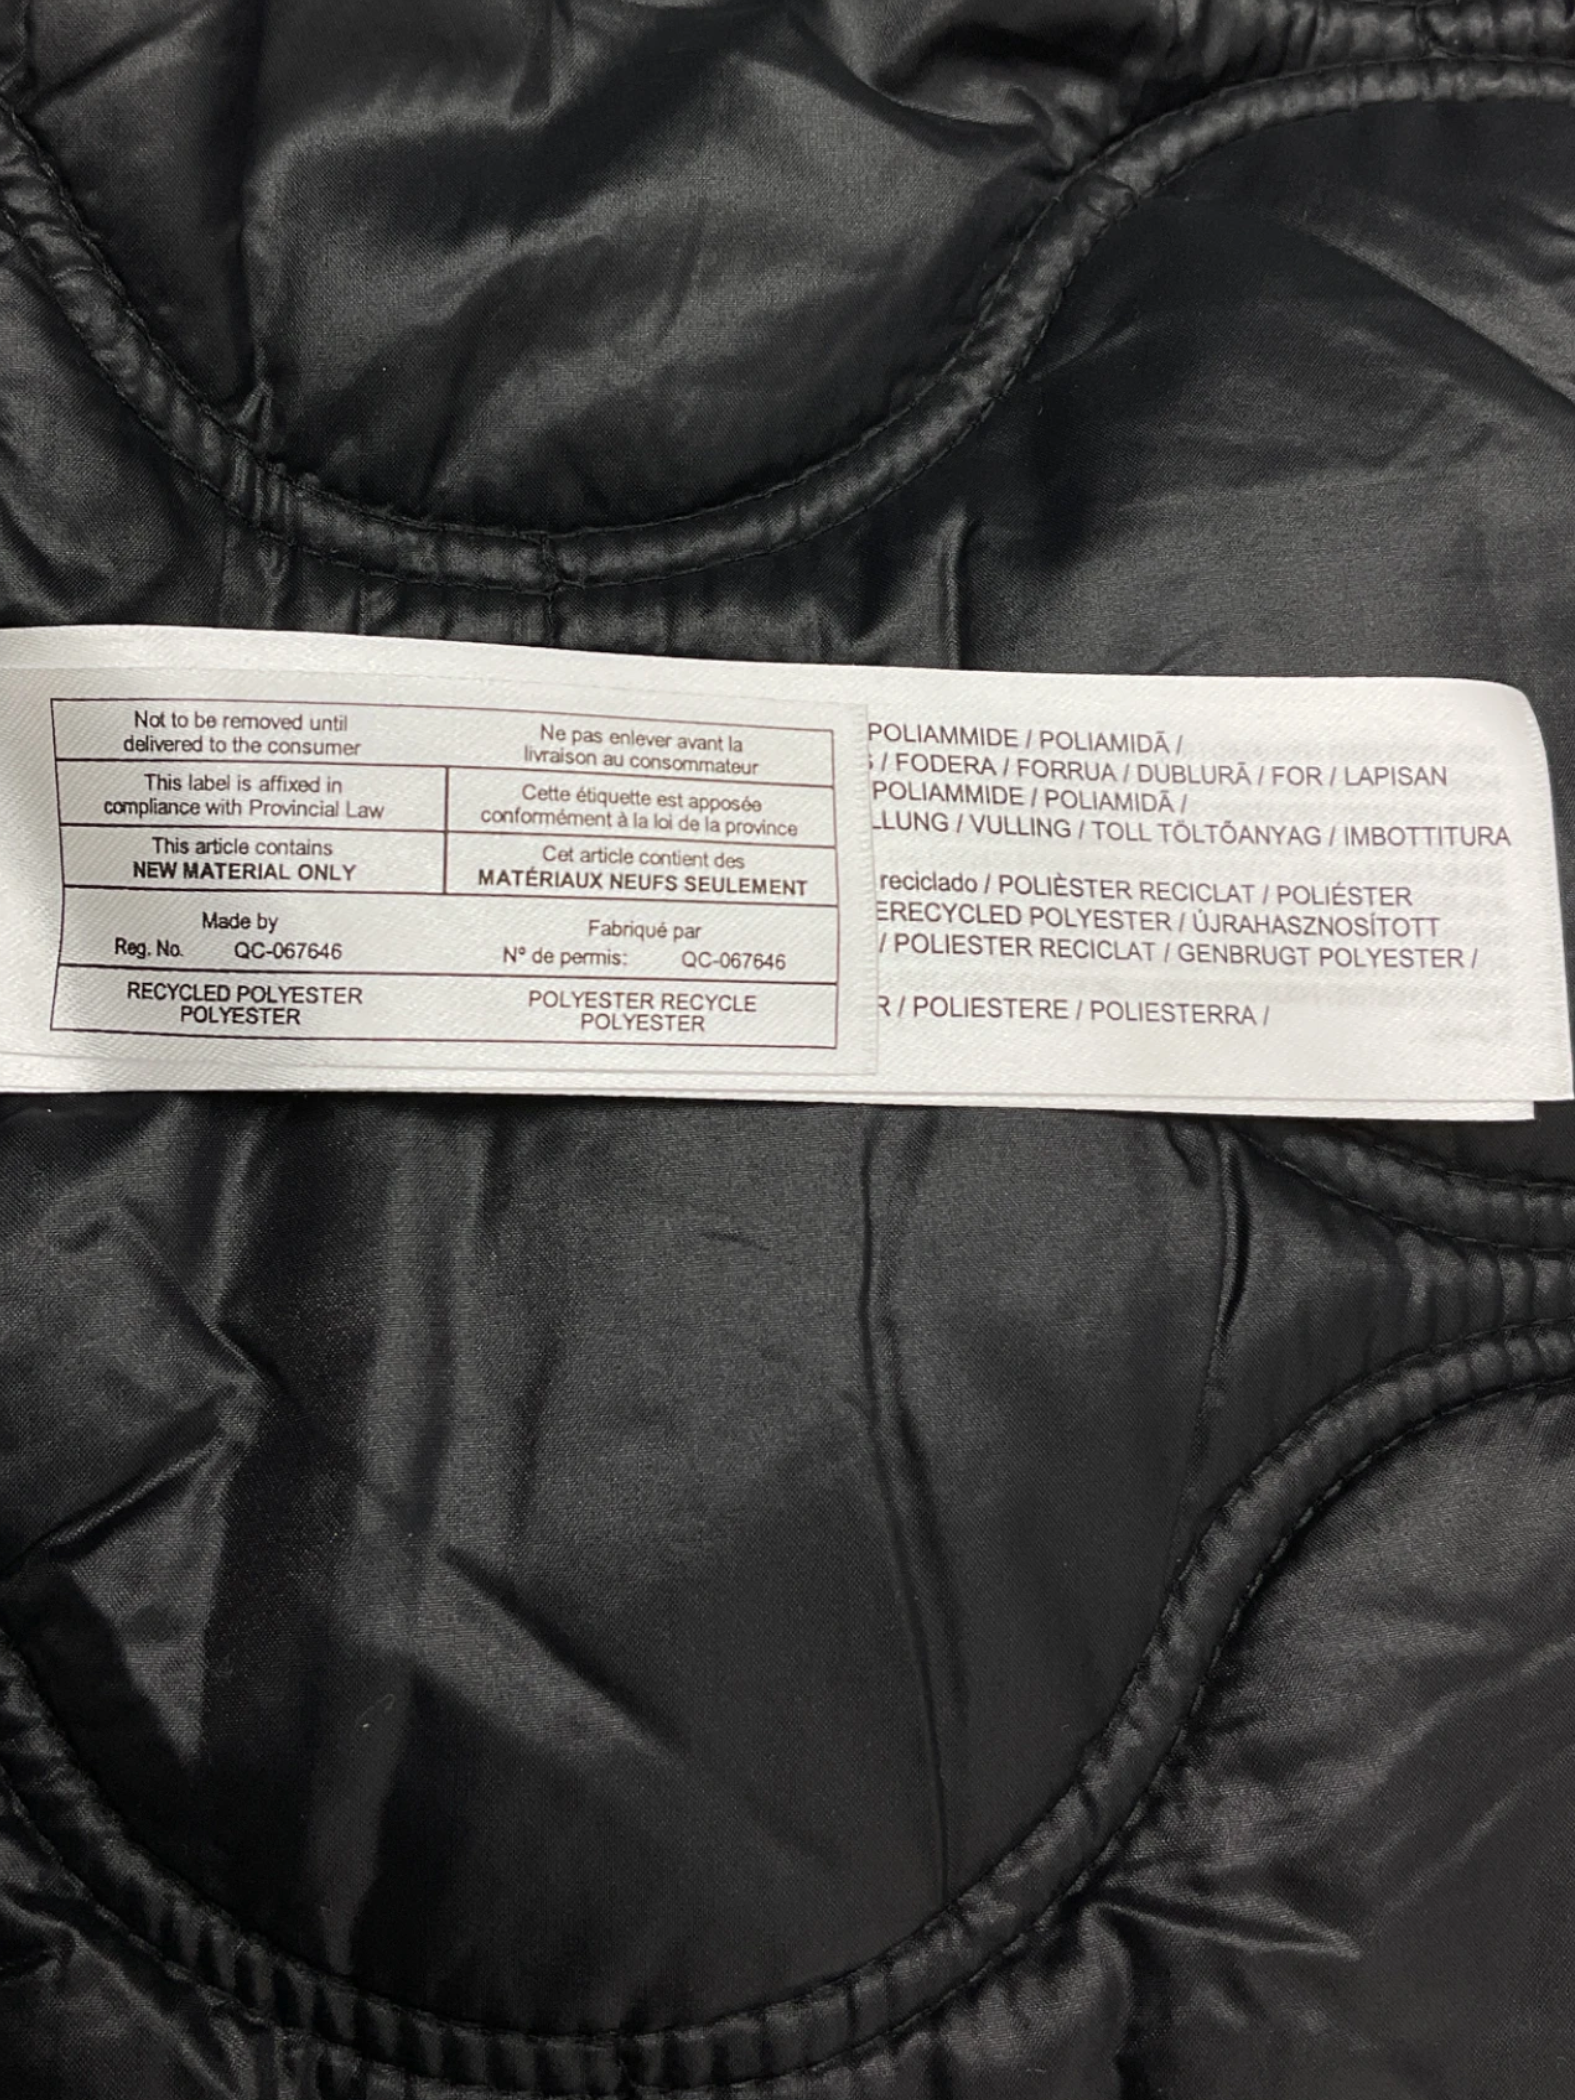 Not to be removed until
delivered to the consumer
Ne pas enlever avant la
livraison au consommateur
This label is affixed in
compliance with Provincial Law
Cette étiquette est apposée
conformément à la loi de la province
This article contains
NEW MATERIAL ONLY
Cet article contient des
MATÉRIAUX NEUFS SEULEMENT
Made by
Reg. No. QC-067646
Fabriqué par
Nº de permis: QC-067646
RECYCLED POLYESTER
POLYESTER
POLYESTER RECYCLE
POLYESTER
POLIAMMIDE / POLIAMIDĂ /
/ FODERA / FORRUA / DUBLURĂ / FOR / LAPISAN
POLIAMMIDE / POLIAMIDĂ /
LLUNG / VULLING / TOLL TÖLTŐANYAG / IMBOTTITURA
reciclado / POLIÈSTER RECICLAT / POLIÉSTER
ERECYCLED POLYESTER / ÚJRAHASZNOSÍTOTT
/ POLIESTER RECICLAT / GENBRUGT POLYESTER /
R / POLIESTERE / POLIESTERRA /